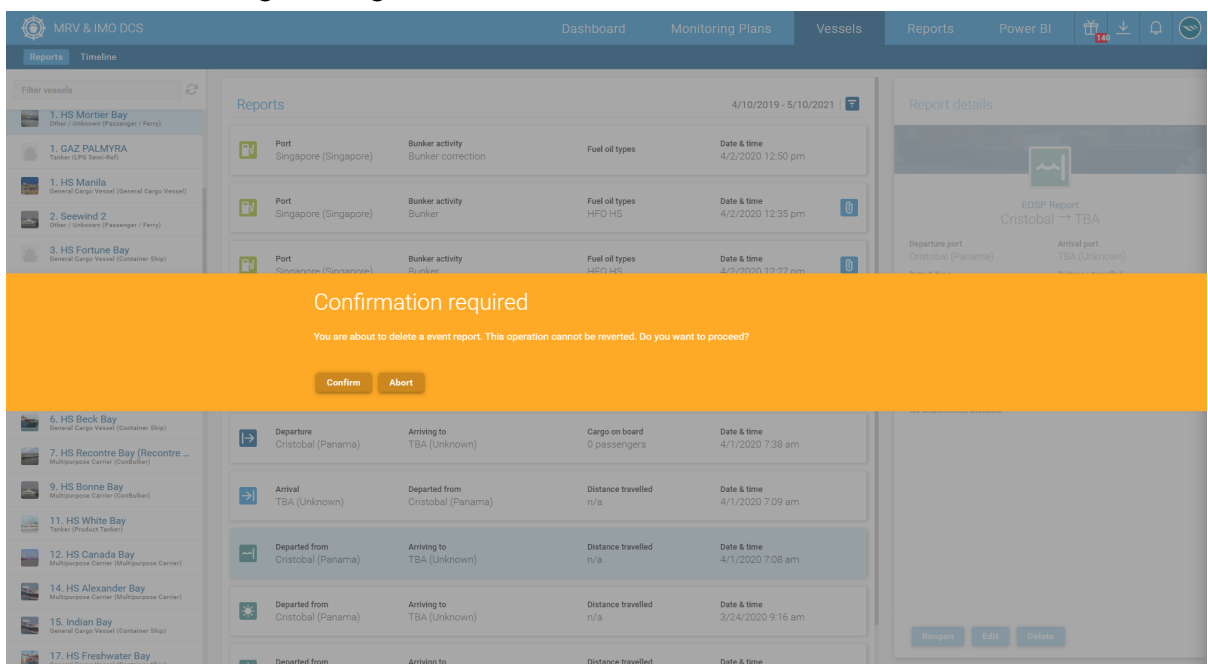 MRV & IMO DCS
Dashboard
Monitoring Plans
Vessels
Reports
Power BI
140
Reports
Timeline
Filter vessels
1. HS Mortier Bay
Other / Unknown (Passenger / Ferry)
1. GAZ PALMYRA
Tanker (LPG Semi-Ref)
1. HS Manila
General Cargo Vessel (General Cargo Vessel)
2. Seewind 2
Other / Unknown (Passenger / Ferry)
3. HS Fortune Bay
General Cargo Vessel (Container Ship)
Reports
4/10/2019 - 5/10/2021
Port
Bunker activity
Fuel oil types
Date & time
Singapore (Singapore)
Bunker correction
4/2/2020 12:50 pm
Port
Bunker activity
Fuel oil types
Date & time
Singapore (Singapore)
Bunker
HFO HS
4/2/2020 12:35 pm
Port
Bunker activity
Fuel oil types
Date & time
Singapore (Singapore)
Bunker
HFO HS
4/2/2020 12:27 pm
Report details
EOSP Report
Cristobal → TBA
Departure port
Arrival port
Cristobal (Panama)
TBA (Unknown)
Confirmation required
You are about to delete a event report. This operation cannot be reverted. Do you want to proceed?
Confirm
Abort
6. HS Beck Bay
General Cargo Vessel (Container Ship)
7. HS Recontre Bay (Recontre ...
Multipurpose Carrier (ConBulker)
9. HS Bonne Bay
Multipurpose Carrier (ConBulker)
11. HS White Bay
Tanker (Product Tanker)
12. HS Canada Bay
Multipurpose Carrier (Multipurpose Carrier)
14. HS Alexander Bay
Multipurpose Carrier (Multipurpose Carrier)
15. Indian Bay
General Cargo Vessel (Container Ship)
17. HS Freshwater Bay
Departure
Arriving to
Cargo on board
Date & time
Cristobal (Panama)
TBA (Unknown)
0 passengers
4/1/2020 7:38 am
Arrival
Departed from
Distance travelled
Date & time
TBA (Unknown)
Cristobal (Panama)
n/a
4/1/2020 7:09 am
Departed from
Arriving to
Distance travelled
Date & time
Cristobal (Panama)
TBA (Unknown)
n/a
4/1/2020 7:08 am
Departed from
Arriving to
Distance travelled
Date & time
Cristobal (Panama)
TBA (Unknown)
n/a
3/24/2020 9:16 am
Departed from
Arriving to
Distance travelled
Date & time
Reopen
Edit
Delete